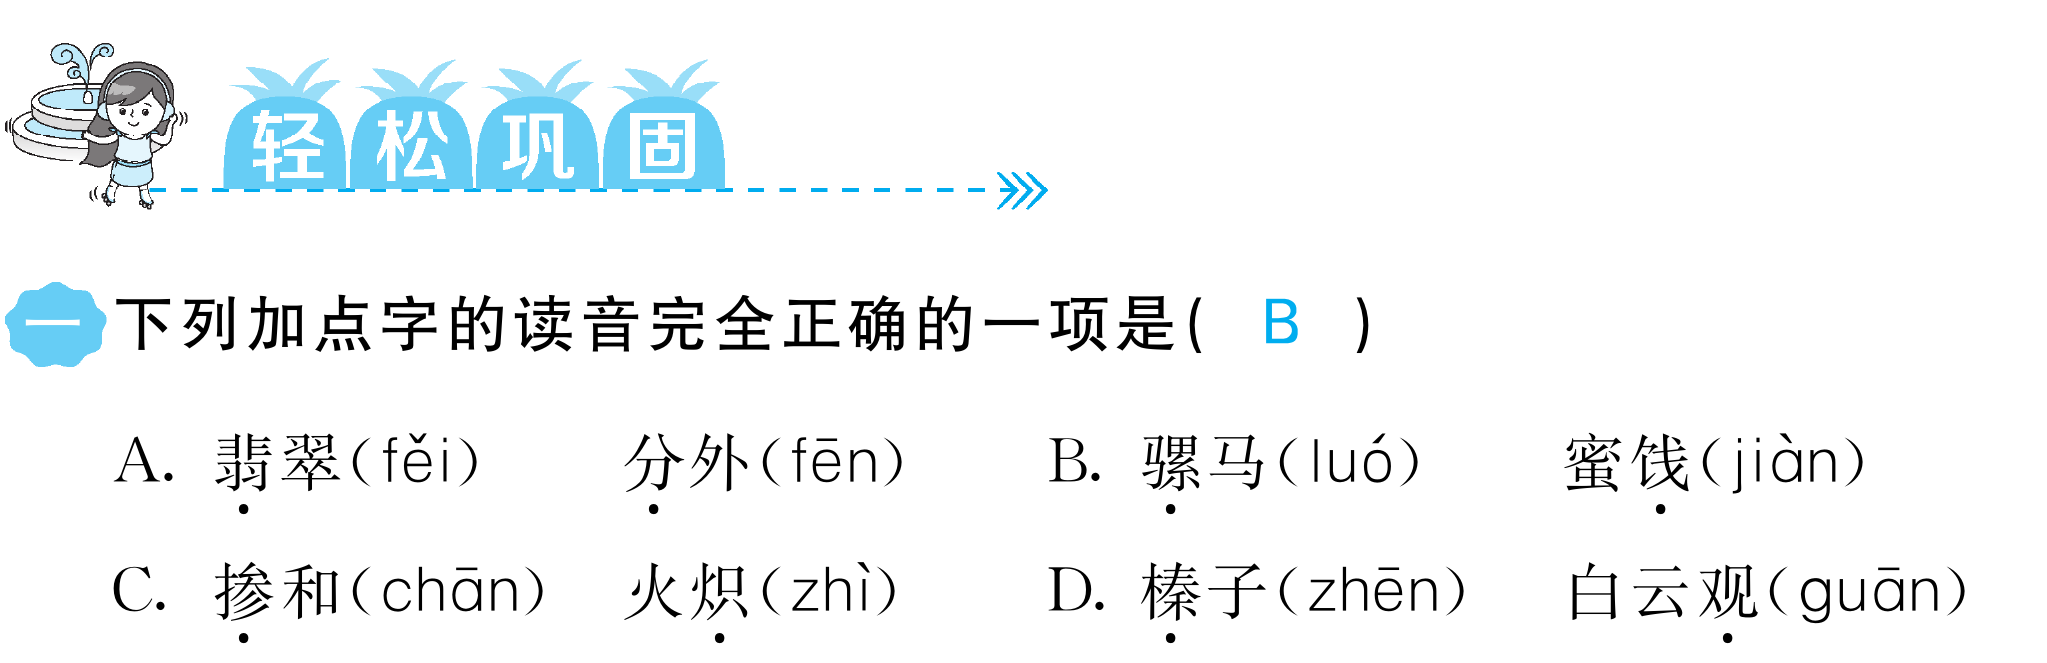 轻松巩固
一 下列加点字的读音完全正确的一项是( B )
A. 翡翠(fěi) 分外(fēn) B. 骡马(luó) 蜜饯(jiàn)
C. 掺和(chān) 火炽(zhì) D. 榛子(zhēn) 白云观(guān)